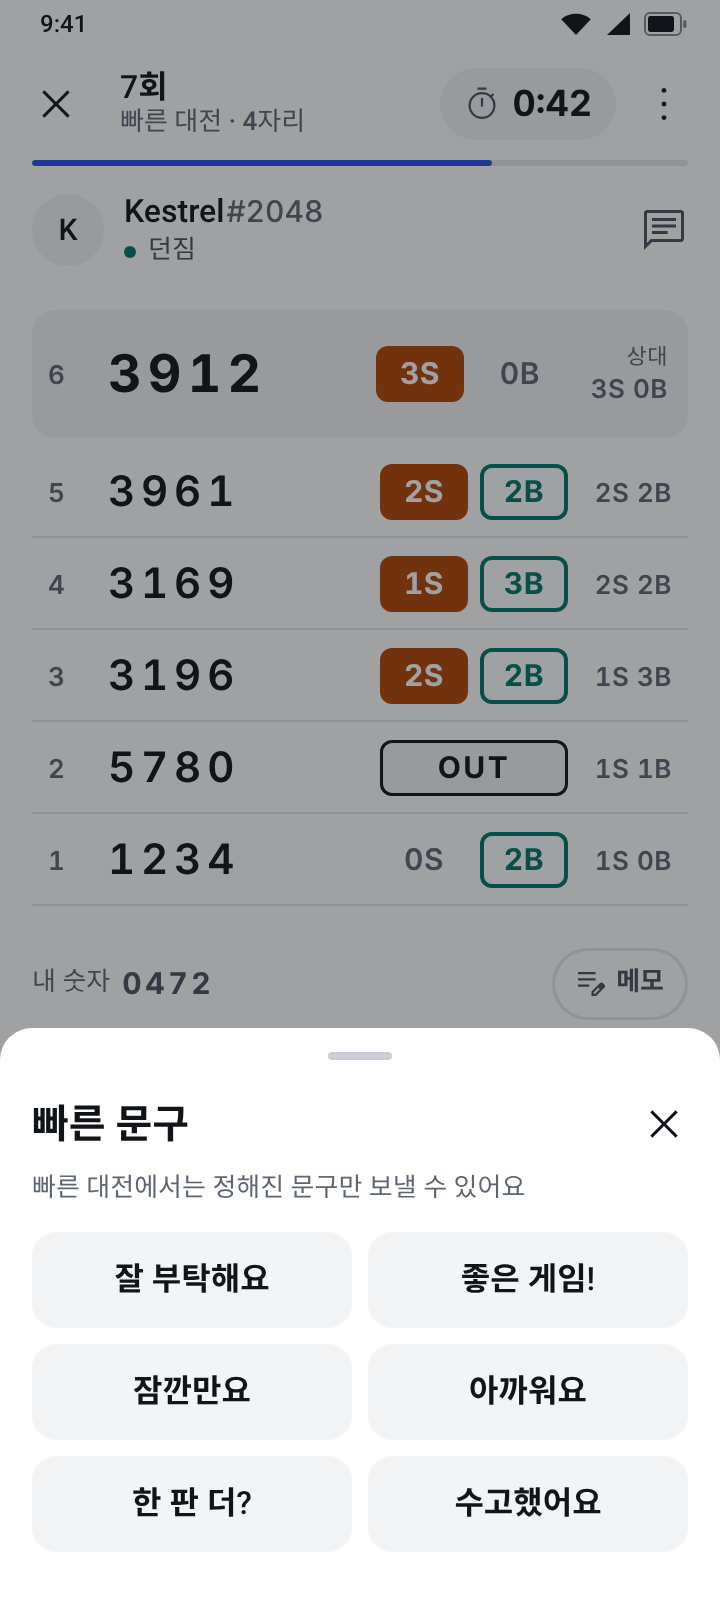 9:41
7회
빠른 대전 · 4자리
0:42
K
Kestrel#2048
던짐
6 3912 3S 0B 상대 3S 0B
5 3961 2S 2B 2S 2B
4 3169 1S 3B 2S 2B
3 3196 2S 2B 1S 3B
2 5780 OUT 1S 1B
1 1234 0S 2B 1S 0B
내 숫자 0472
메모
빠른 문구
빠른 대전에서는 정해진 문구만 보낼 수 있어요
잘 부탁해요
좋은 게임!
잠깐만요
아까워요
한 판 더?
수고했어요